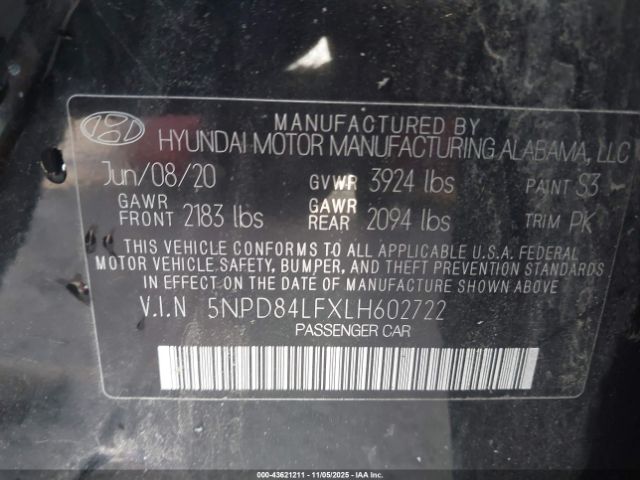 MANUFACTURED BY
HYUNDAI MOTOR MANUFACTURING ALABAMA, LLC
Jun/08/20 GVWR 3924 lbs PAINT S3
GAWR FRONT 2183 lbs GAWR REAR 2094 lbs TRIM PK
THIS VEHICLE CONFORMS TO ALL APPLICABLE U.S.A. FEDERAL
MOTOR VEHICLE SAFETY, BUMPER, AND THEFT PREVENTION STANDARDS
IN EFFECT ON THE DATE OF MANUFACTURE SHOWN ABOVE.
V.I.N 5NPD84LFXLH602722
PASSENGER CAR
000-43621211 - 11/05/2025 - IAA Corp.